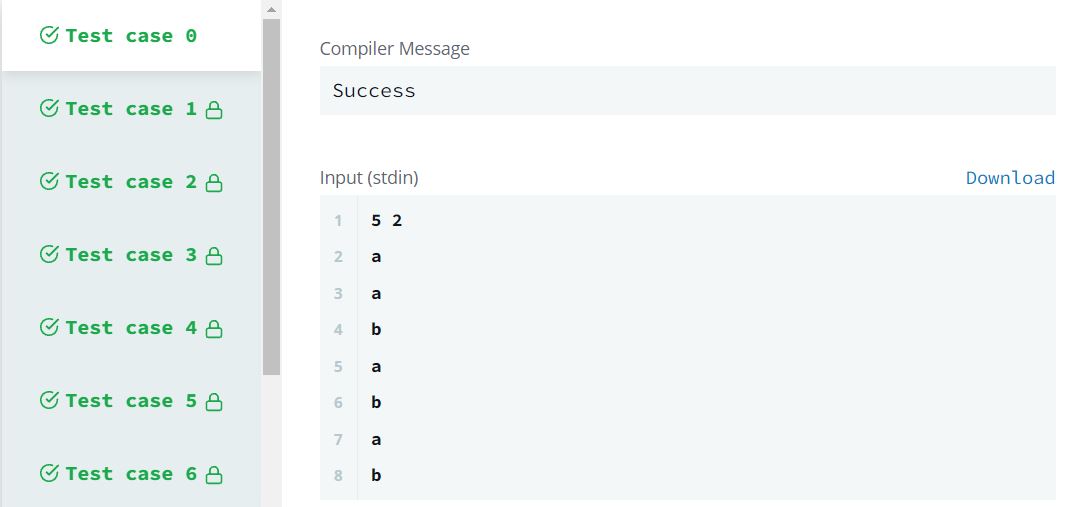 Test case 0
Test case 1
Test case 2
Test case 3
Test case 4
Test case 5
Test case 6
Compiler Message
Success
Input (stdin)
Download
1 5 2
2 a
3 a
4 b
5 a
6 b
7 a
8 b